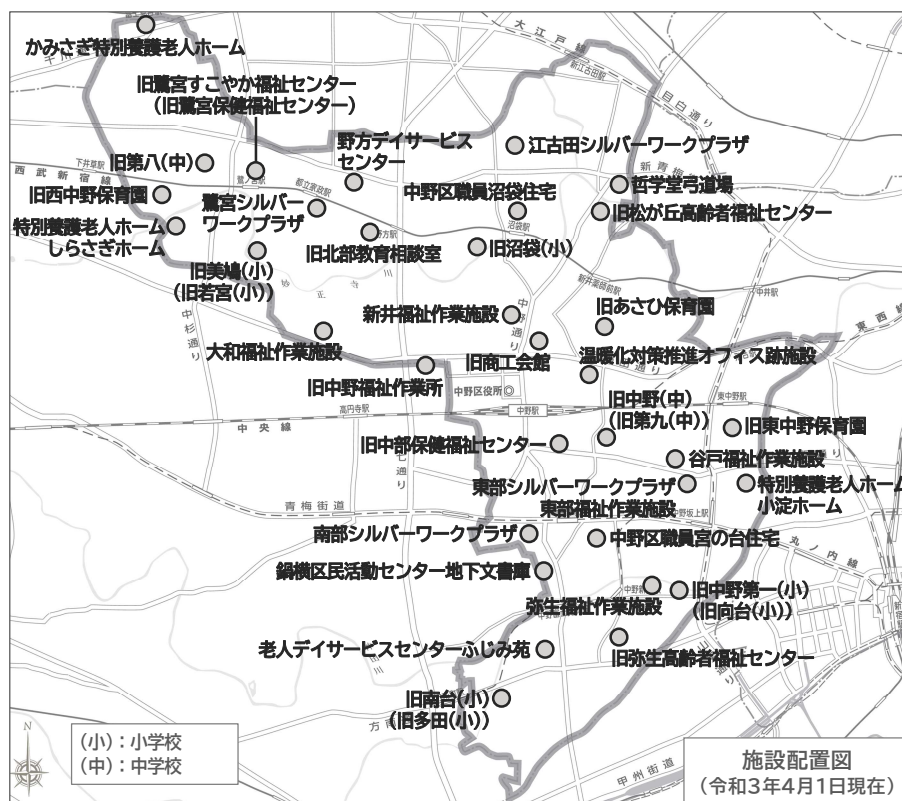 かみさぎ特別養護老人ホーム
大江戸線
新江古田駅
目白通り
旧鷺宮すこやか福祉センター
(旧鷺宮保健福祉センター)
野方デイサービス
センター
江古田シルバーワークプラザ
新青梅
下井草駅
旧第八(中)
鷺ノ宮駅
都立家政駅
西武新宿線
哲学堂弓道場
旧西中野保育園
鷺宮シルバー
ワークプラザ
中野区職員沼袋住宅
旧松が丘高齢者福祉センター
特別養護老人ホーム
しらさぎホーム
沼袋駅
野方駅
旧北部教育相談室
旧沼袋(小)
旧美鳩(小)
(旧若宮(小))
妙正寺川
新井薬師前駅
中井駅
中杉通り
新井福祉作業施設
中野通り
旧あさひ保育園
東西線
大和福祉作業施設
旧商工会館
温暖化対策推進オフィス跡施設
旧中野福祉作業所
中野区役所◎
旧中野(中)
(旧第九(中))
東中野駅
高円寺駅
中野駅
中央線
旧東中野保育園
旧中部保健福祉センター
七通り
谷戸福祉作業施設
東部シルバーワークプラザ
東部福祉作業施設
特別養護老人ホーム
小淀ホーム
青梅街道
中野坂上駅
南部シルバーワークプラザ
中野区職員宮の台住宅
丸ノ内線
鍋横区民活動センター地下文書庫
弥生福祉作業施設
旧中野第一(小)
(旧向台(小))
老人デイサービスセンターふじみ苑
旧弥生高齢者福祉センター
旧南台(小)
(旧多田(小))
方南
甲州街道
N
(小):小学校
(中):中学校
施設配置図
(令和3年4月1日現在)